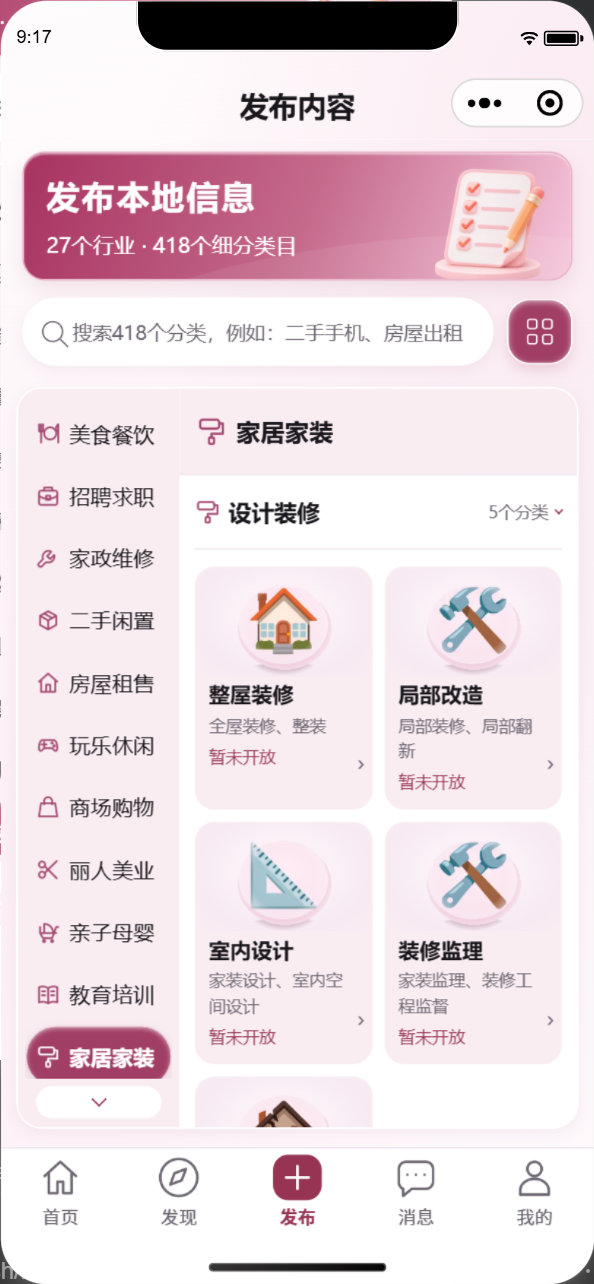 9:17
发布内容
发布本地信息
27个行业 · 418个细分类目
搜索418个分类，例如：二手手机、房屋出租
美食餐饮
招聘求职
家政维修
二手闲置
房屋租售
玩乐休闲
商场购物
丽人美业
亲子母婴
教育培训
家居家装
家居家装
设计装修
5个分类
整屋装修
全屋装修、整装
暂未开放
局部改造
局部装修、局部翻
新
暂未开放
室内设计
家装设计、室内空
间设计
暂未开放
装修监理
家装监理、装修工
程监督
暂未开放
首页
发现
发布
消息
我的